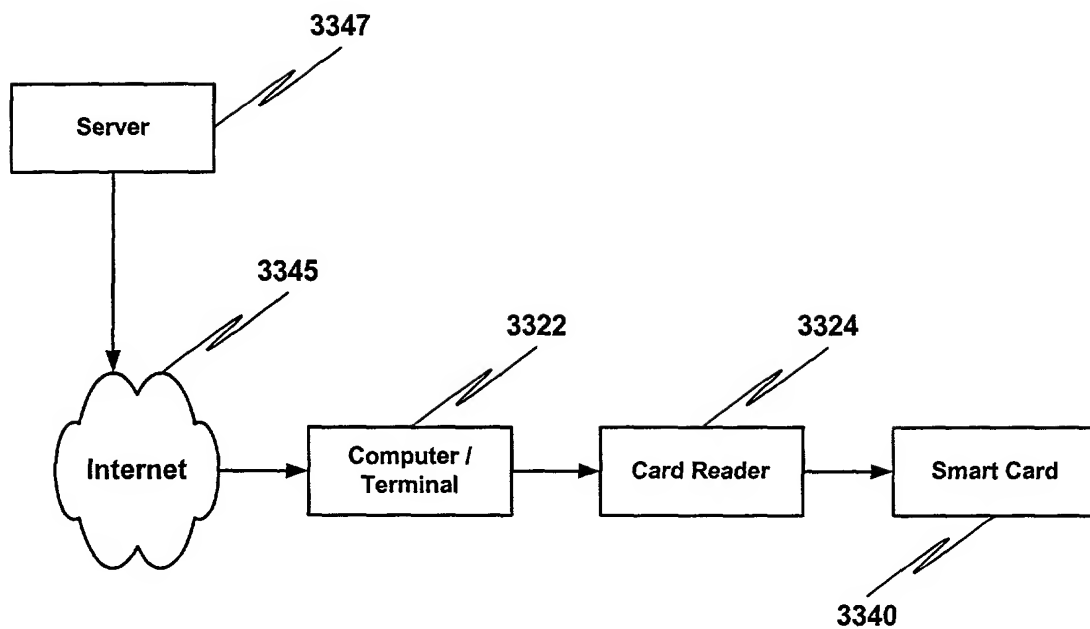 3347
Server
3345
3322
3324
Internet
Computer /
Terminal
Card Reader
Smart Card
3340